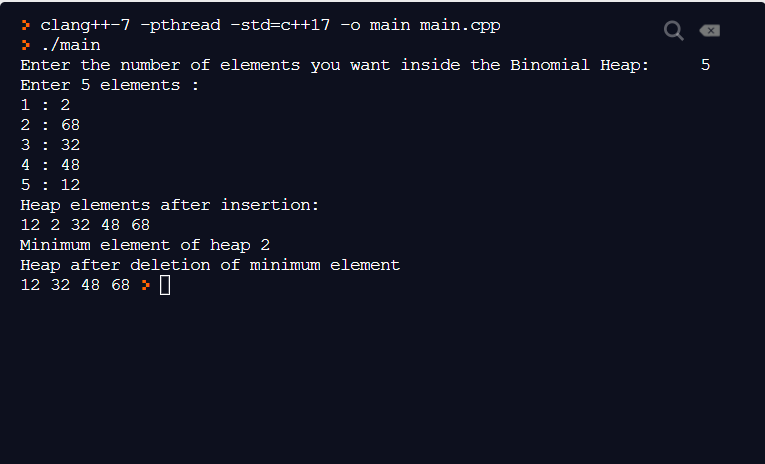 > clang++-7 -pthread -std=c++17 -o main main.cpp
> ./main
Enter the number of elements you want inside the Binomial Heap:     5
Enter 5 elements :
1 : 2
2 : 68
3 : 32
4 : 48
5 : 12
Heap elements after insertion:
12 2 32 48 68
Minimum element of heap 2
Heap after deletion of minimum element
12 32 48 68 >